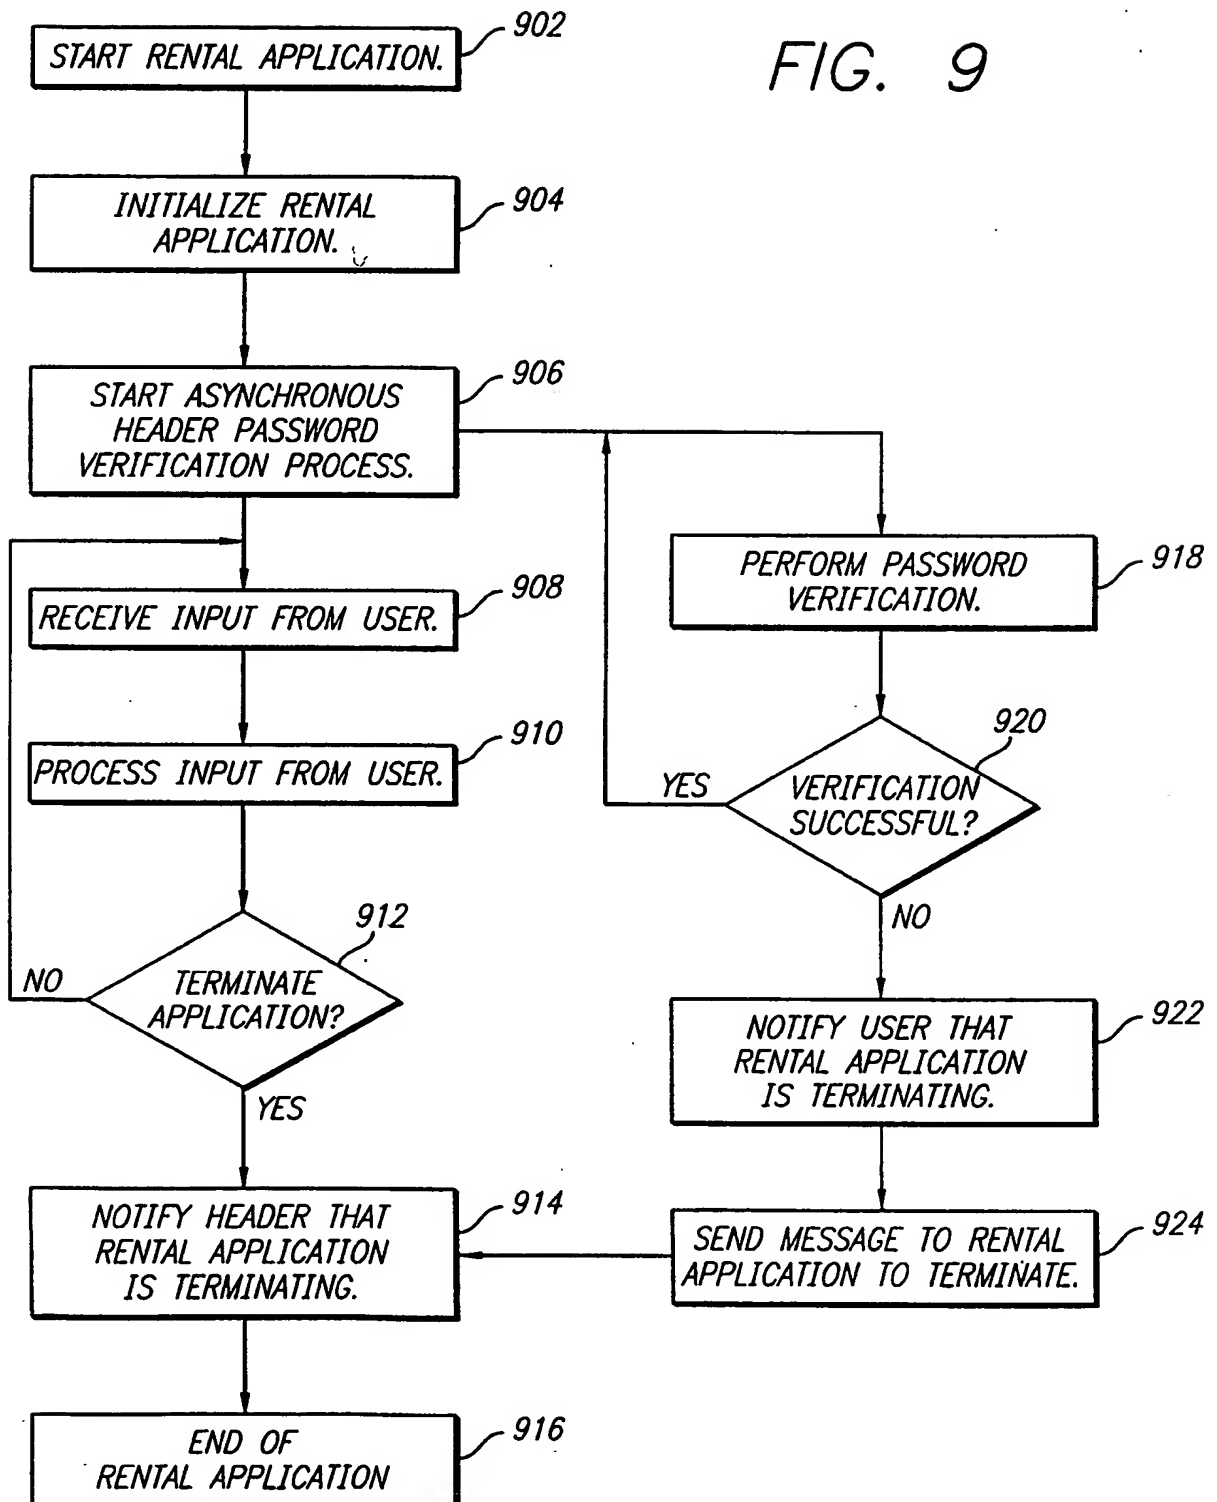 FIG. 9
902
START RENTAL APPLICATION.
904
INITIALIZE RENTAL
APPLICATION.
906
START ASYNCHRONOUS
HEADER PASSWORD
VERIFICATION PROCESS.
908
RECEIVE INPUT FROM USER.
910
PROCESS INPUT FROM USER.
912
TERMINATE
APPLICATION?
NO
YES
914
NOTIFY HEADER THAT
RENTAL APPLICATION
IS TERMINATING.
916
END OF
RENTAL APPLICATION
918
PERFORM PASSWORD
VERIFICATION.
920
VERIFICATION
SUCCESSFUL?
YES
NO
922
NOTIFY USER THAT
RENTAL APPLICATION
IS TERMINATING.
924
SEND MESSAGE TO RENTAL
APPLICATION TO TERMINATE.